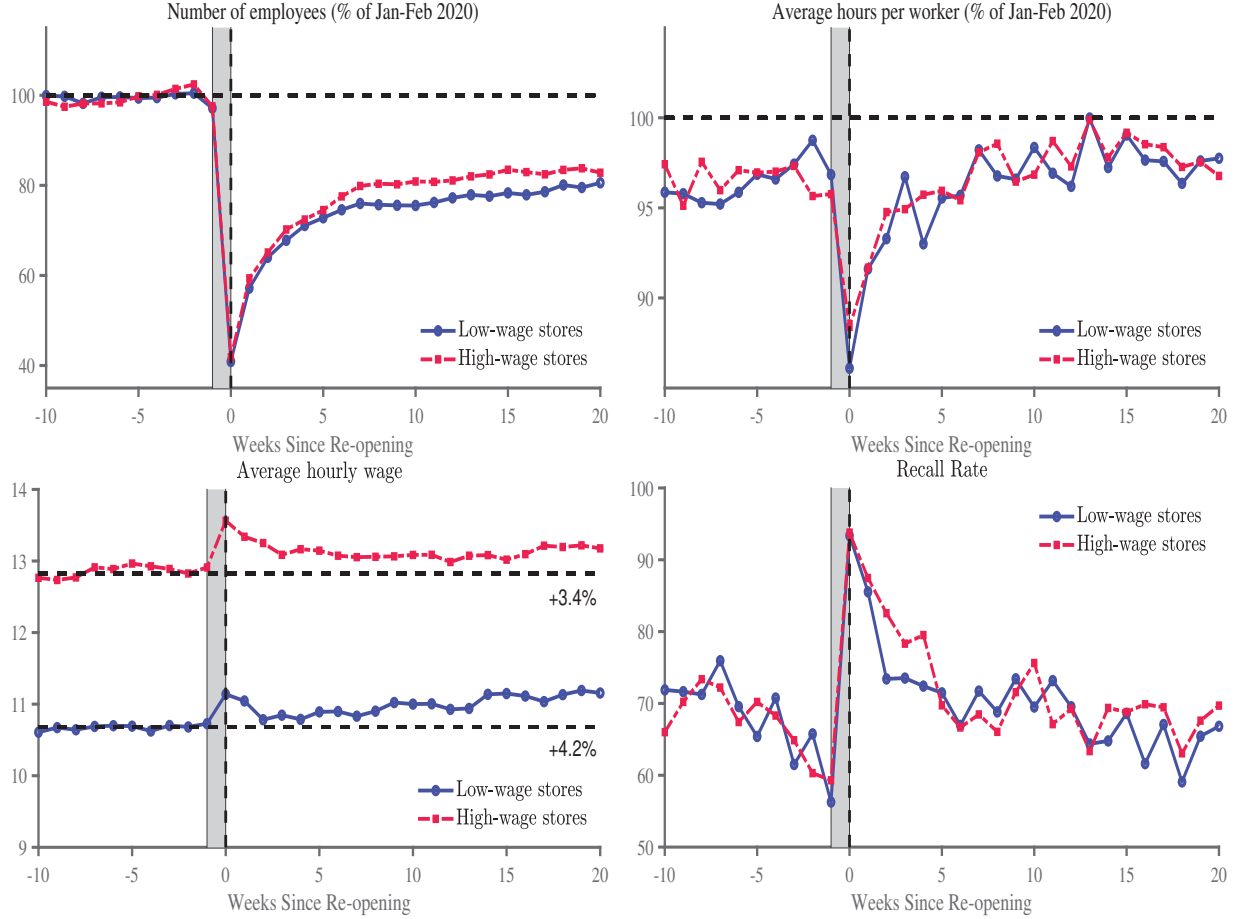 Number of employees (% of Jan-Feb 2020)
100
80
60
40
Low-wage stores
High-wage stores
-10 -5 0 5 10 15 20
Weeks Since Re-opening
Average hours per worker (% of Jan-Feb 2020)
100
95
90
Low-wage stores
High-wage stores
-10 -5 0 5 10 15 20
Weeks Since Re-opening
Average hourly wage
14
13
12
11
10
9
+3.4%
+4.2%
Low-wage stores
High-wage stores
-10 -5 0 5 10 15 20
Weeks Since Re-opening
Recall Rate
100
90
80
70
60
50
Low-wage stores
High-wage stores
-10 -5 0 5 10 15 20
Weeks Since Re-opening